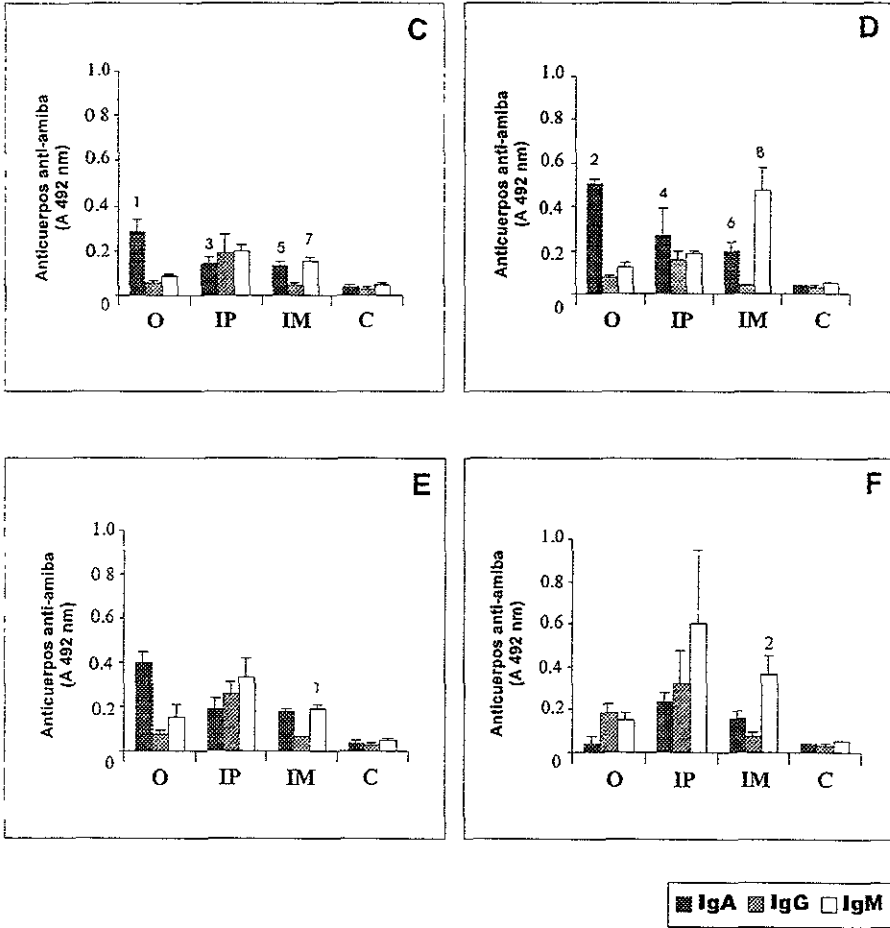 C
Anticuerpos anti-amiba
(A 492 nm)
1.0
0.8
0.6
0.4
0.2
0
1
3
5
7
O IP IM C
D
Anticuerpos anti-amiba
(A 492 nm)
1.0
0.8
0.6
0.4
0.2
0
2
4
6
8
O IP IM C
E
Anticuerpos anti-amiba
(A 492 nm)
1.0
0.8
0.6
0.4
0.2
0
O IP IM C
F
Anticuerpos anti-amiba
(A 492 nm)
1.0
0.8
0.6
0.4
0.2
0
2
O IP IM C
IgA IgG IgM